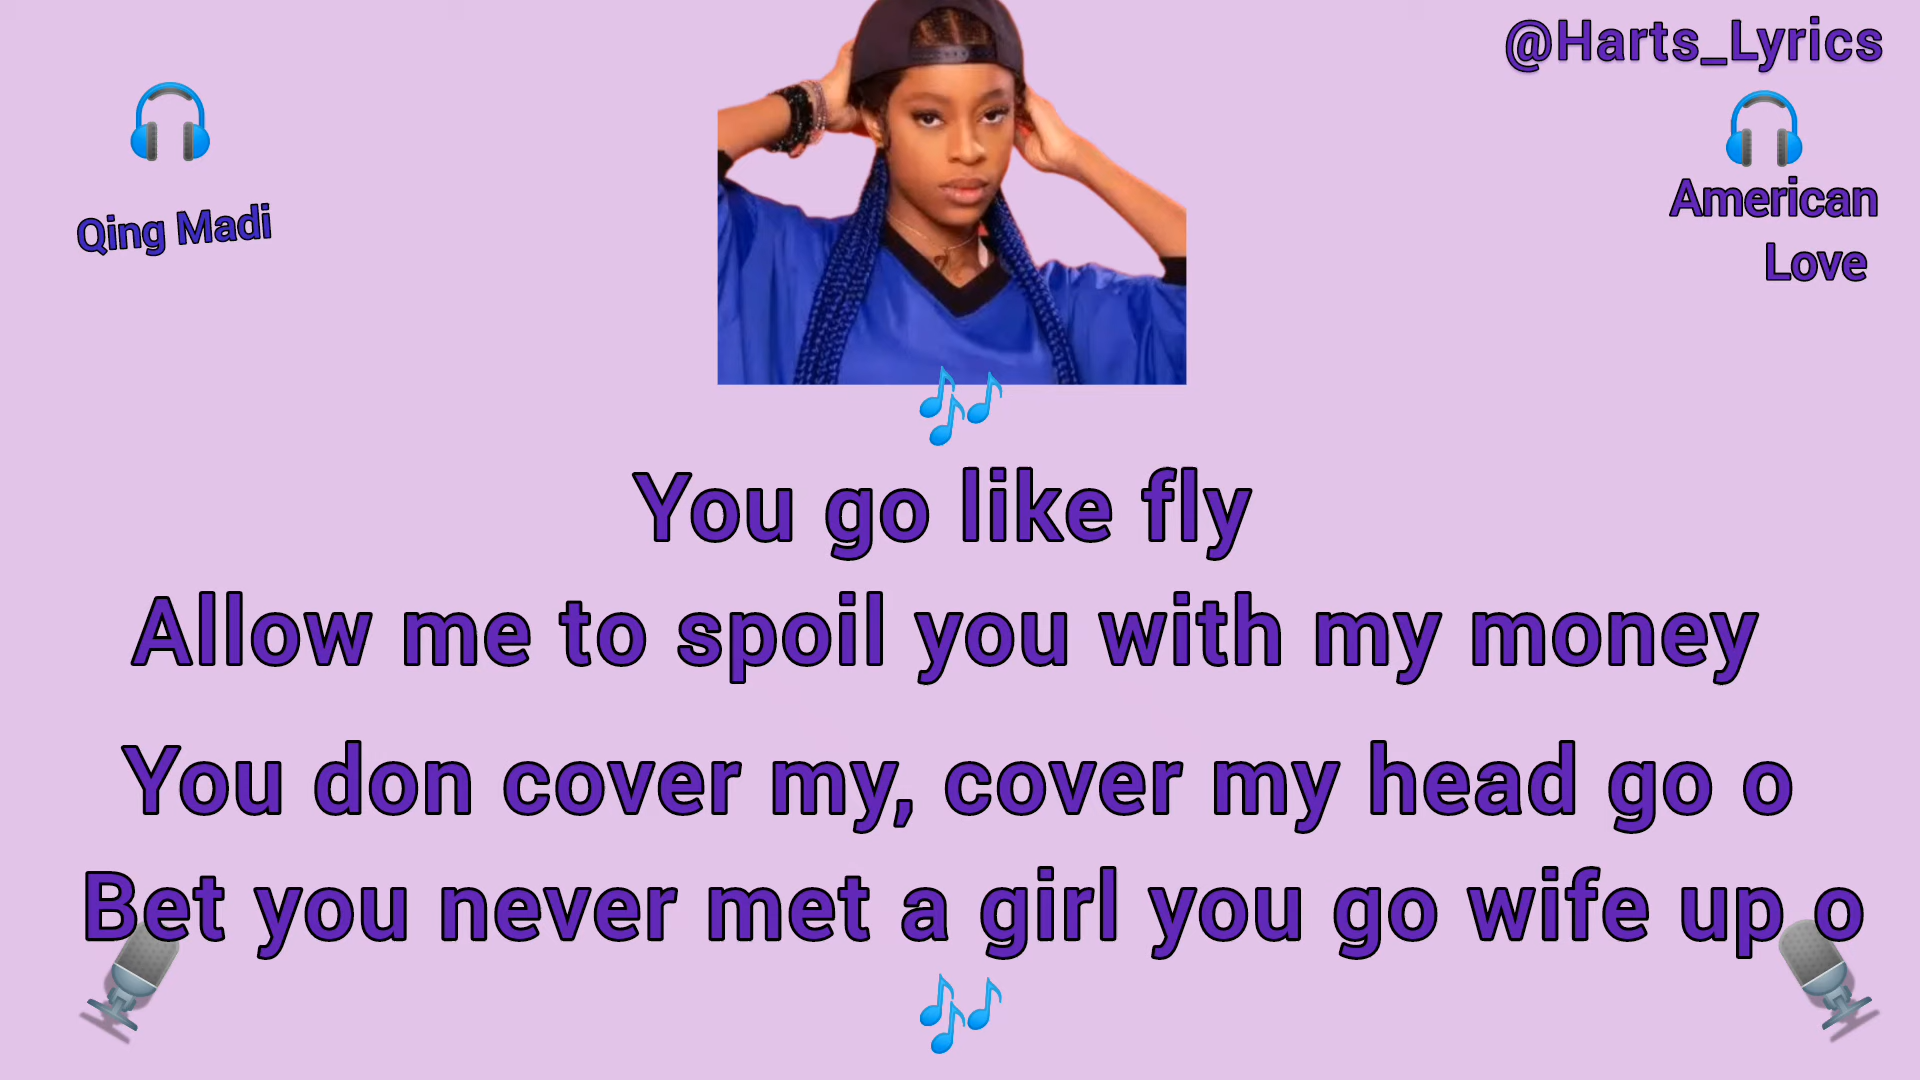 @Harts_Lyrics
Qing Madi
American
Love
You go like fly
Allow me to spoil you with my money
You don cover my, cover my head go o
Bet you never met a girl you go wife up o